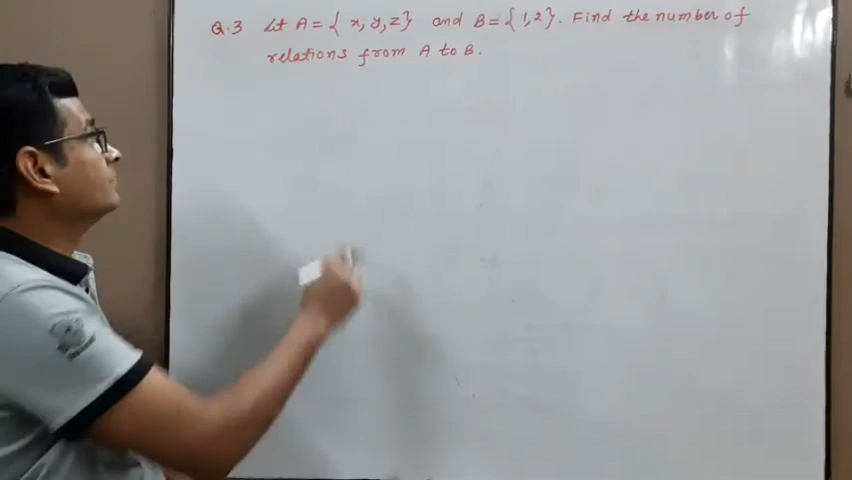 Q.3 Let A = { x, y, z} and B = {1,2}. Find the number of
relations from A to B.